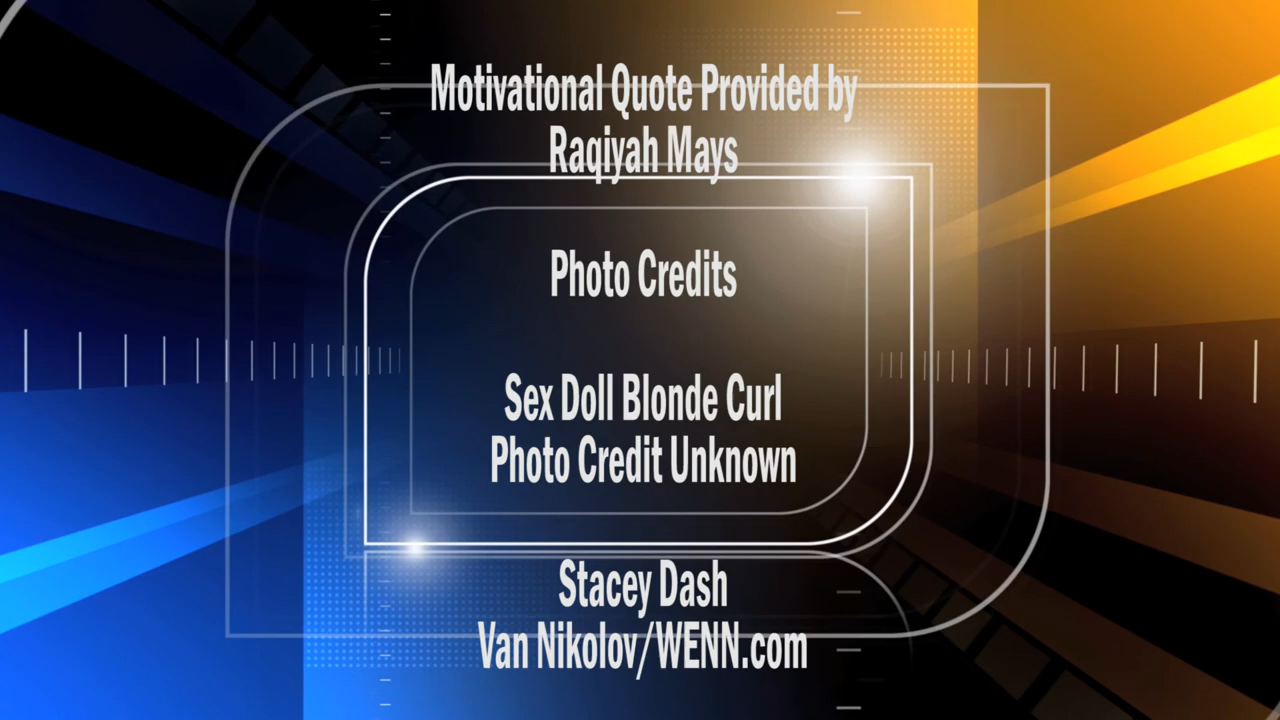 Motivational Quote Provided by
Raqiyah Mays
Photo Credits
Sex Doll Blonde Curl
Photo Credit Unknown
Stacey Dash
Van Nikolov/WENN.com